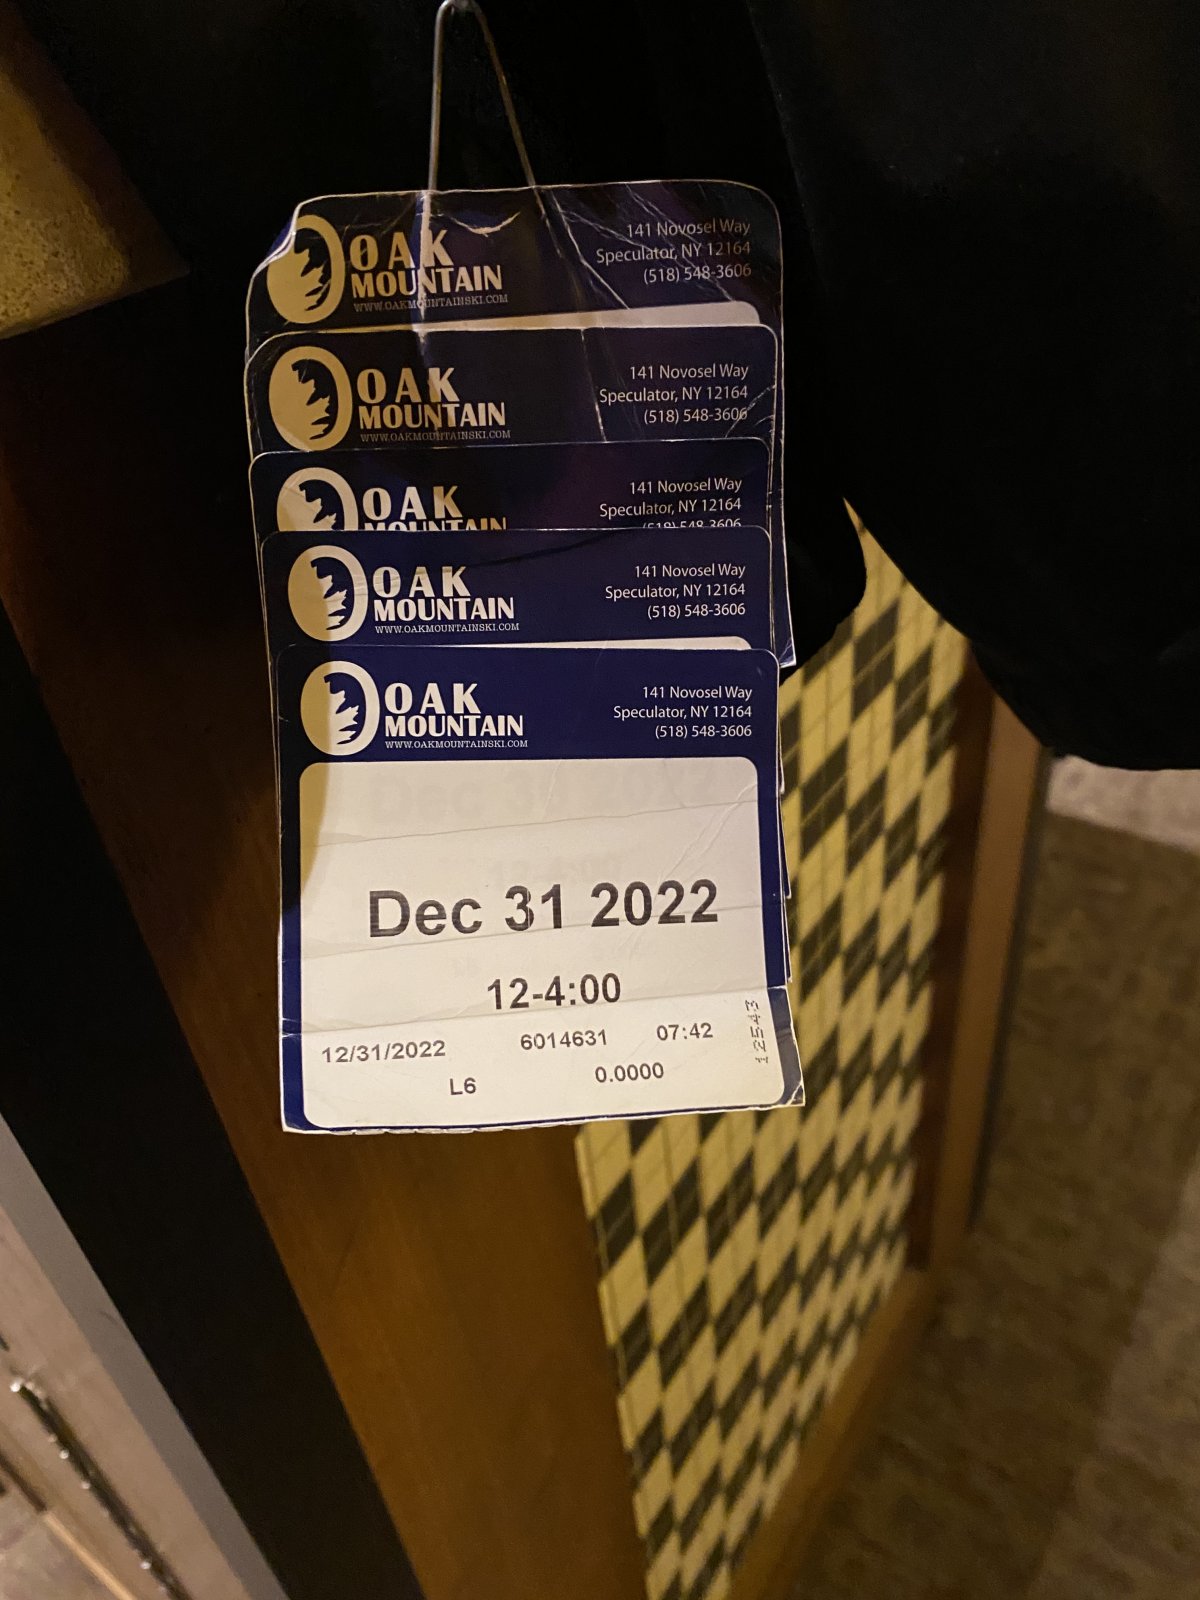 OAK
MOUNTAIN
WWW.OAKMOUNTAINSKI.COM
141 Novosel Way
Speculator, NY 12164
(518) 548-3606
OAK
MOUNTAIN
WWW.OAKMOUNTAINSKI.COM
141 Novosel Way
Speculator, NY 12164
(518) 548-3606
OAK
MOUNTAIN
141 Novosel Way
Speculator, NY 12164
(518) 548-3606
OAK
MOUNTAIN
WWW.OAKMOUNTAINSKI.COM
141 Novosel Way
Speculator, NY 12164
(518) 548-3606
OAK
MOUNTAIN
WWW.OAKMOUNTAINSKI.COM
141 Novosel Way
Speculator, NY 12164
(518) 548-3606
Dec 31 2022
12-4:00
12/31/2022 6014631 07:42
L6 0.0000
12543